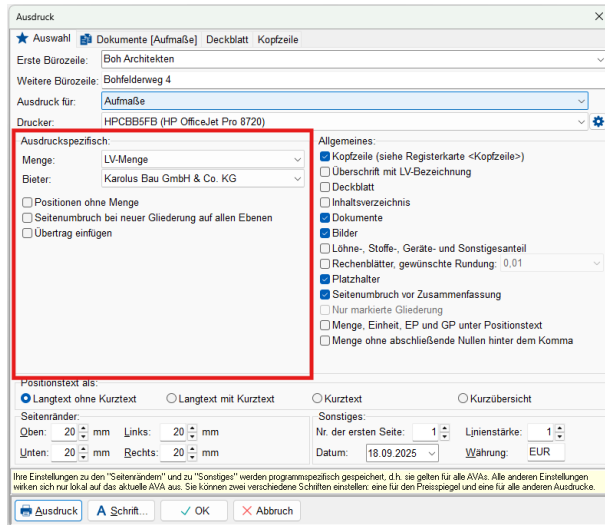 Ausdruck
Auswahl Dokumente [Aufmaße] Deckblatt Kopfzeile
Erste Bürozeile: Boh Architekten
Weitere Bürozeile: Bohfelderweg 4
Ausdruck für: Aufmaße
Drucker: HPCBB5FB (HP OfficeJet Pro 8720)
Ausdruckspezifisch:
Menge: LV-Menge
Bieter: Karolus Bau GmbH & Co. KG
Positionen ohne Menge
Seitenumbruch bei neuer Gliederung auf allen Ebenen
Übertrag einfügen
Allgemeines:
Kopfzeile (siehe Registerkarte <Kopfzeile>)
Überschrift mit LV-Bezeichnung
Deckblatt
Inhaltsverzeichnis
Dokumente
Bilder
Löhne-, Stoffe-, Geräte- und Sonstigesanteil
Rechenblätter, gewünschte Rundung: 0,01
Platzhalter
Seitenumbruch vor Zusammenfassung
Nur markierte Gliederung
Menge, Einheit, EP und GP unter Positionstext
Menge ohne abschließende Nullen hinter dem Komma
Positionstext als:
Langtext ohne Kurztext Langtext mit Kurztext Kurztext Kurzübersicht
Seitenränder:
Oben: 20 mm Links: 20 mm
Unten: 20 mm Rechts: 20 mm
Sonstiges:
Nr. der ersten Seite: 1 Linienstärke: 1
Datum: 18.09.2025 Währung: EUR
Ihre Einstellungen zu den "Seitenrändern" und zu "Sonstiges" werden programmspezifisch gespeichert, d.h. sie gelten für alle AVAs. Alle anderen Einstellungen
wirken sich nur lokal auf das aktuelle AVA aus. Sie können zwei verschiedene Schriften einstellen: eine für den Preisspiegel und eine für alle anderen Ausdrucke.
Ausdruck Schrift... OK Abbruch